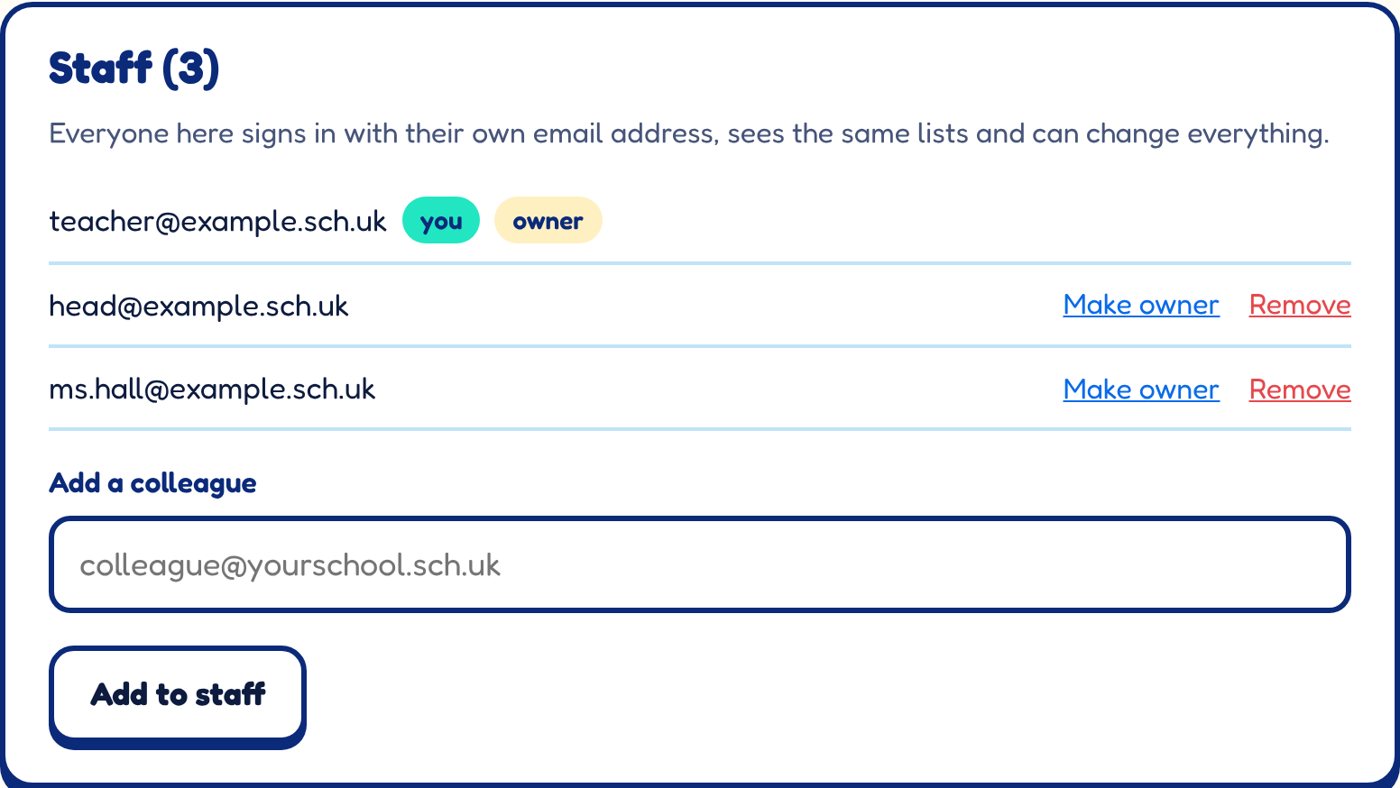 Staff (3)
Everyone here signs in with their own email address, sees the same lists and can change everything.
teacher@example.sch.uk you owner
head@example.sch.uk Make owner Remove
ms.hall@example.sch.uk Make owner Remove
Add a colleague
colleague@yourschool.sch.uk
Add to staff